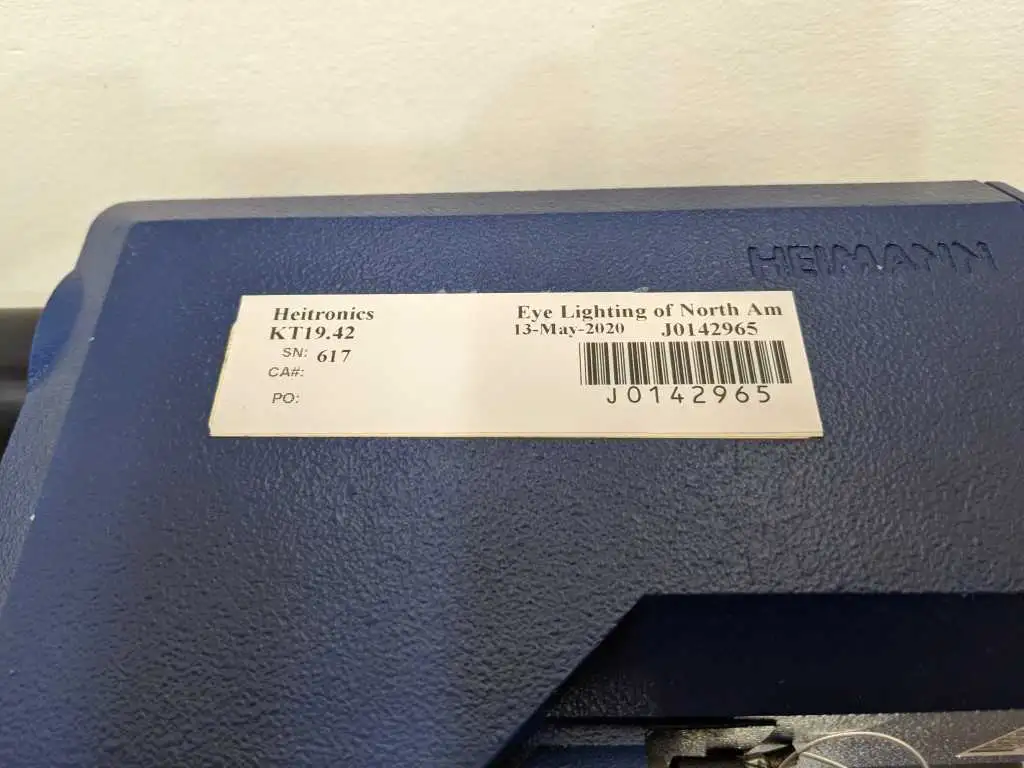 HEIMANN
Heitronics
KT19.42
SN: 617
CA#:
PO:
Eye Lighting of North Am
13-May-2020 J0142965
J0142965